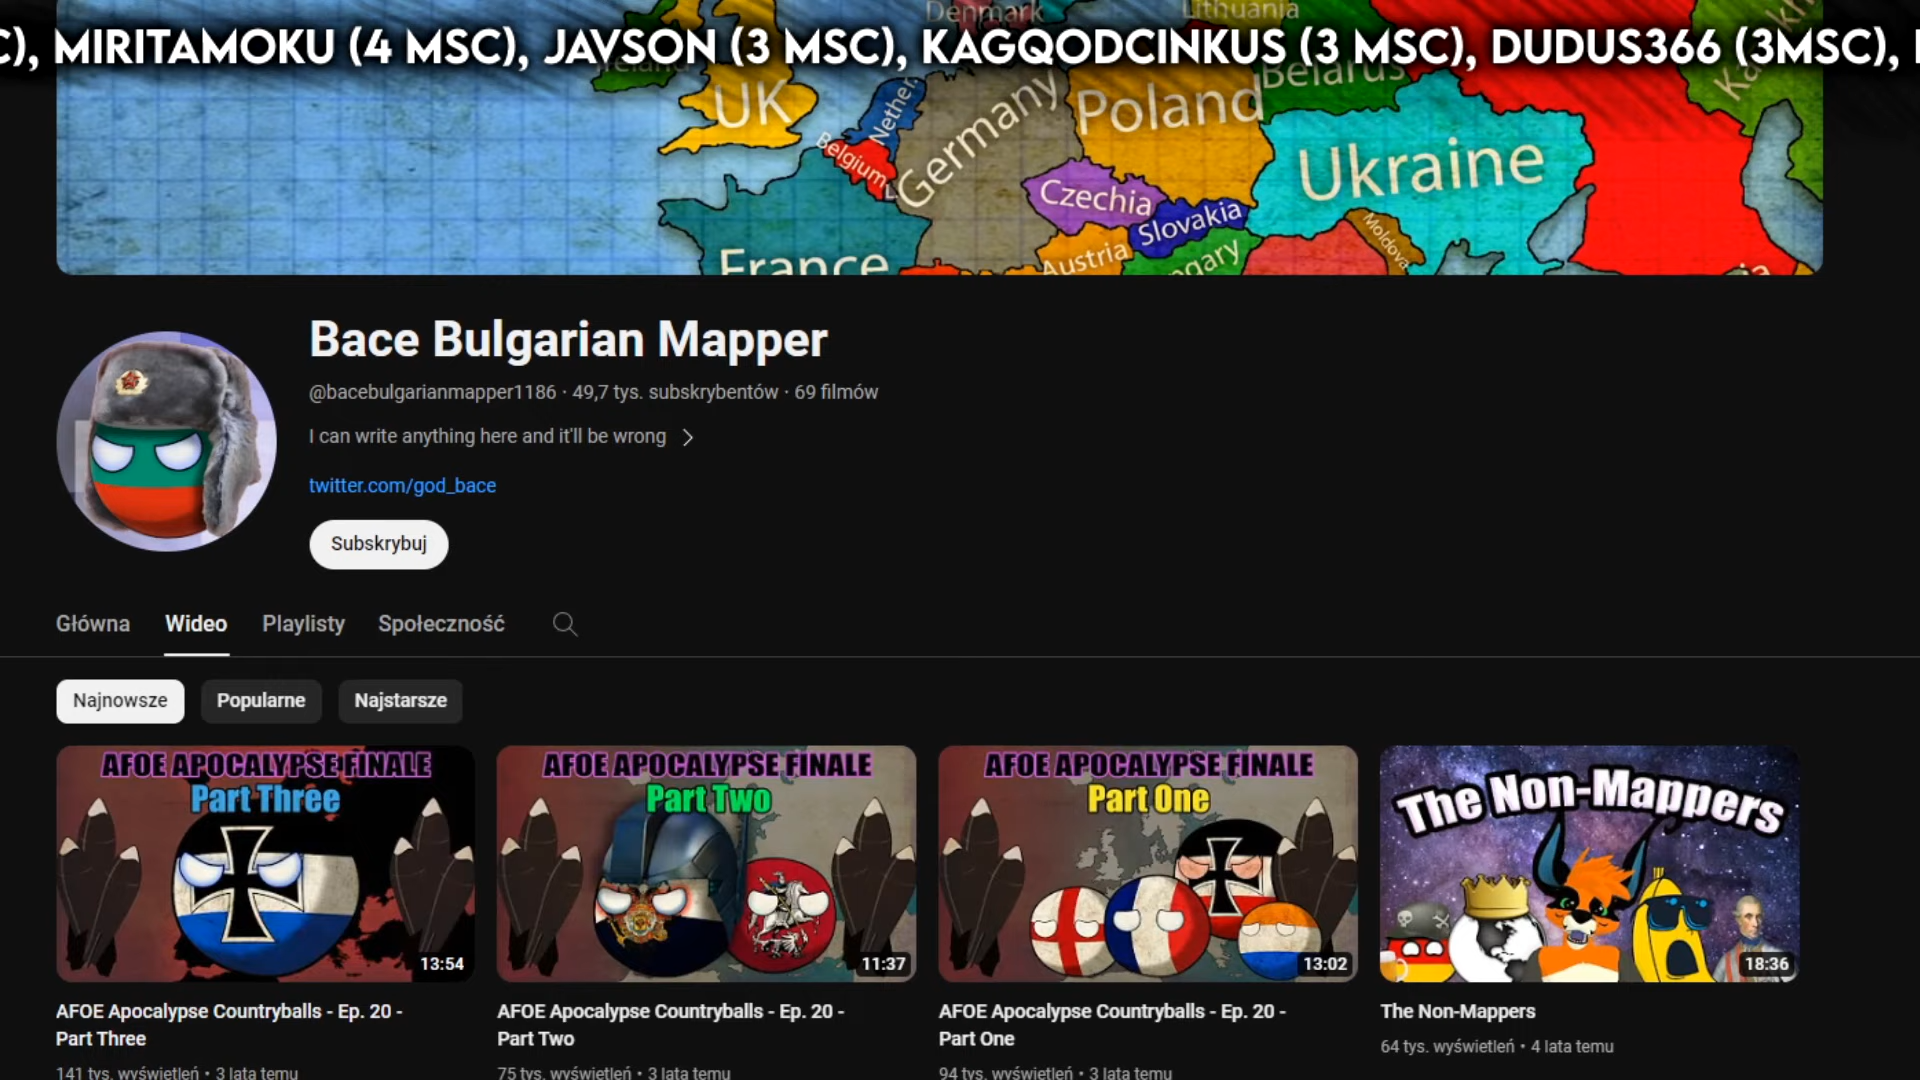 Denmark
Lithuania
C), MIRITAMOKU (4 MSC), JAVSON (3 MSC), KAGQODCINKUS (3 MSC), DUDUS366 (3MSC),
Ireland
Belarus
UK
Nether
Germany
Poland
Belgium
L
Ukraine
Czechia
Slovakia
Moldova
Austria
gary
France
ia
Bace Bulgarian Mapper
@bacebulgarianmapper1186 · 49,7 tys. subskrybentów · 69 filmów
I can write anything here and it'll be wrong
twitter.com/god_bace
Subskrybuj
Główna Wideo Playlisty Społeczność
Najnowsze Popularne Najstarsze
AFOE APOCALYPSE FINALE
Part Three
13:54
AFOE APOCALYPSE FINALE
Part Two
11:37
AFOE APOCALYPSE FINALE
Part One
13:02
The Non-Mappers
18:36
AFOE Apocalypse Countryballs - Ep. 20 -
Part Three
141 tys. wyświetleń • 3 lata temu
AFOE Apocalypse Countryballs - Ep. 20 -
Part Two
75 tys. wyświetleń • 3 lata temu
AFOE Apocalypse Countryballs - Ep. 20 -
Part One
94 tys. wyświetleń • 3 lata temu
The Non-Mappers
64 tys. wyświetleń • 4 lata temu